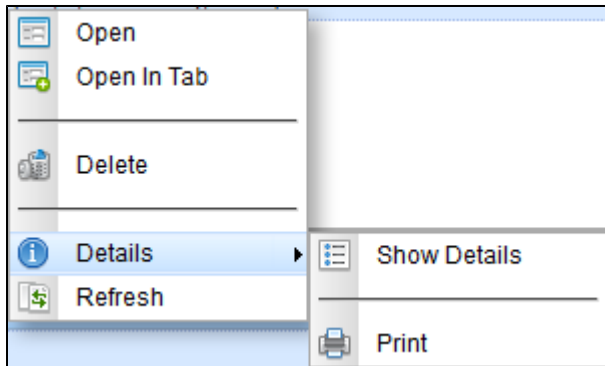 Open
Open In Tab
Delete
Details
Show Details
Refresh
Print